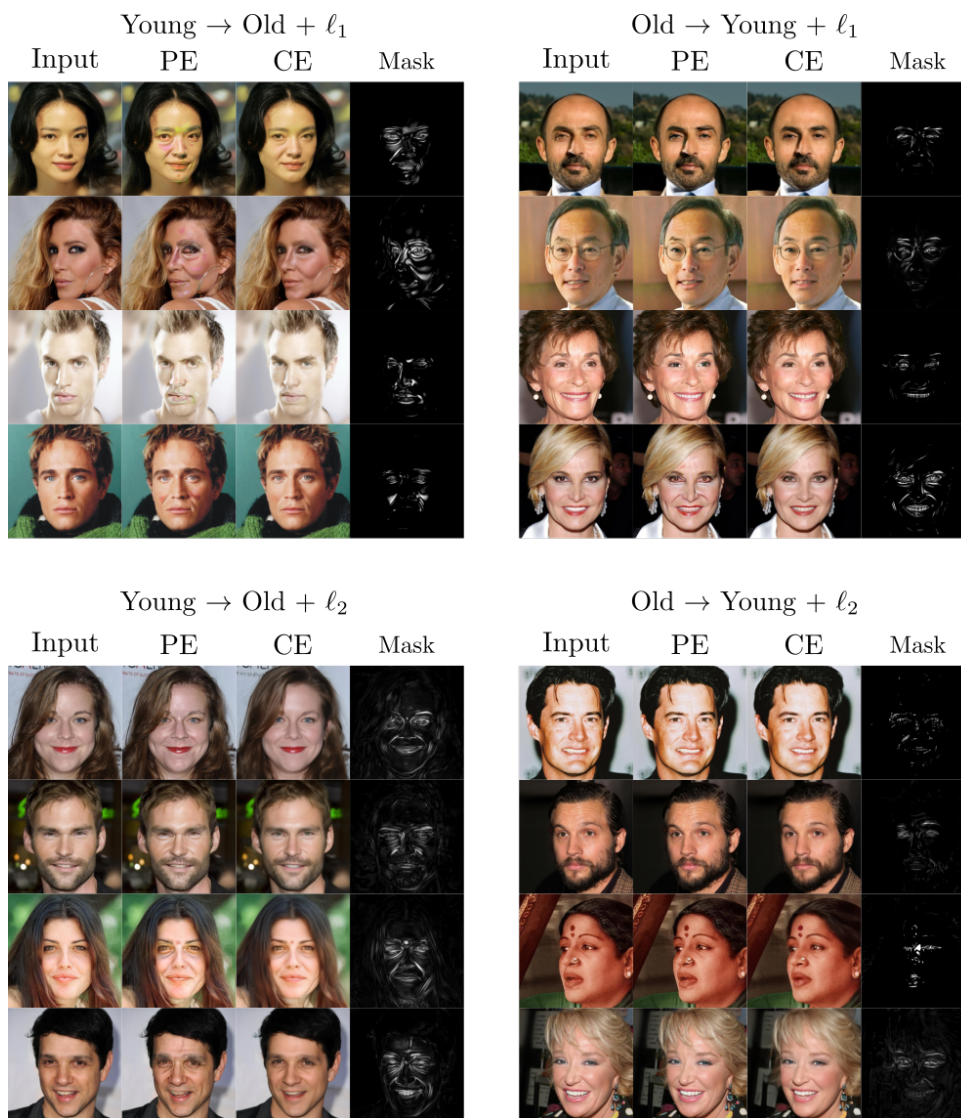 Young → Old + ℓ₁
Input PE CE Mask
Old → Young + ℓ₁
Input PE CE Mask
Young → Old + ℓ₂
Input PE CE Mask
Old → Young + ℓ₂
Input PE CE Mask